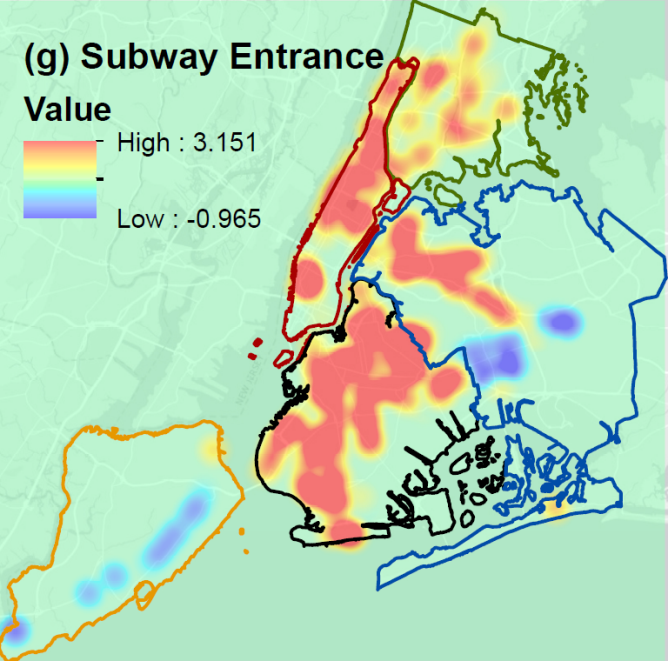 (g) Subway Entrance
Value
High : 3.151
Low : -0.965